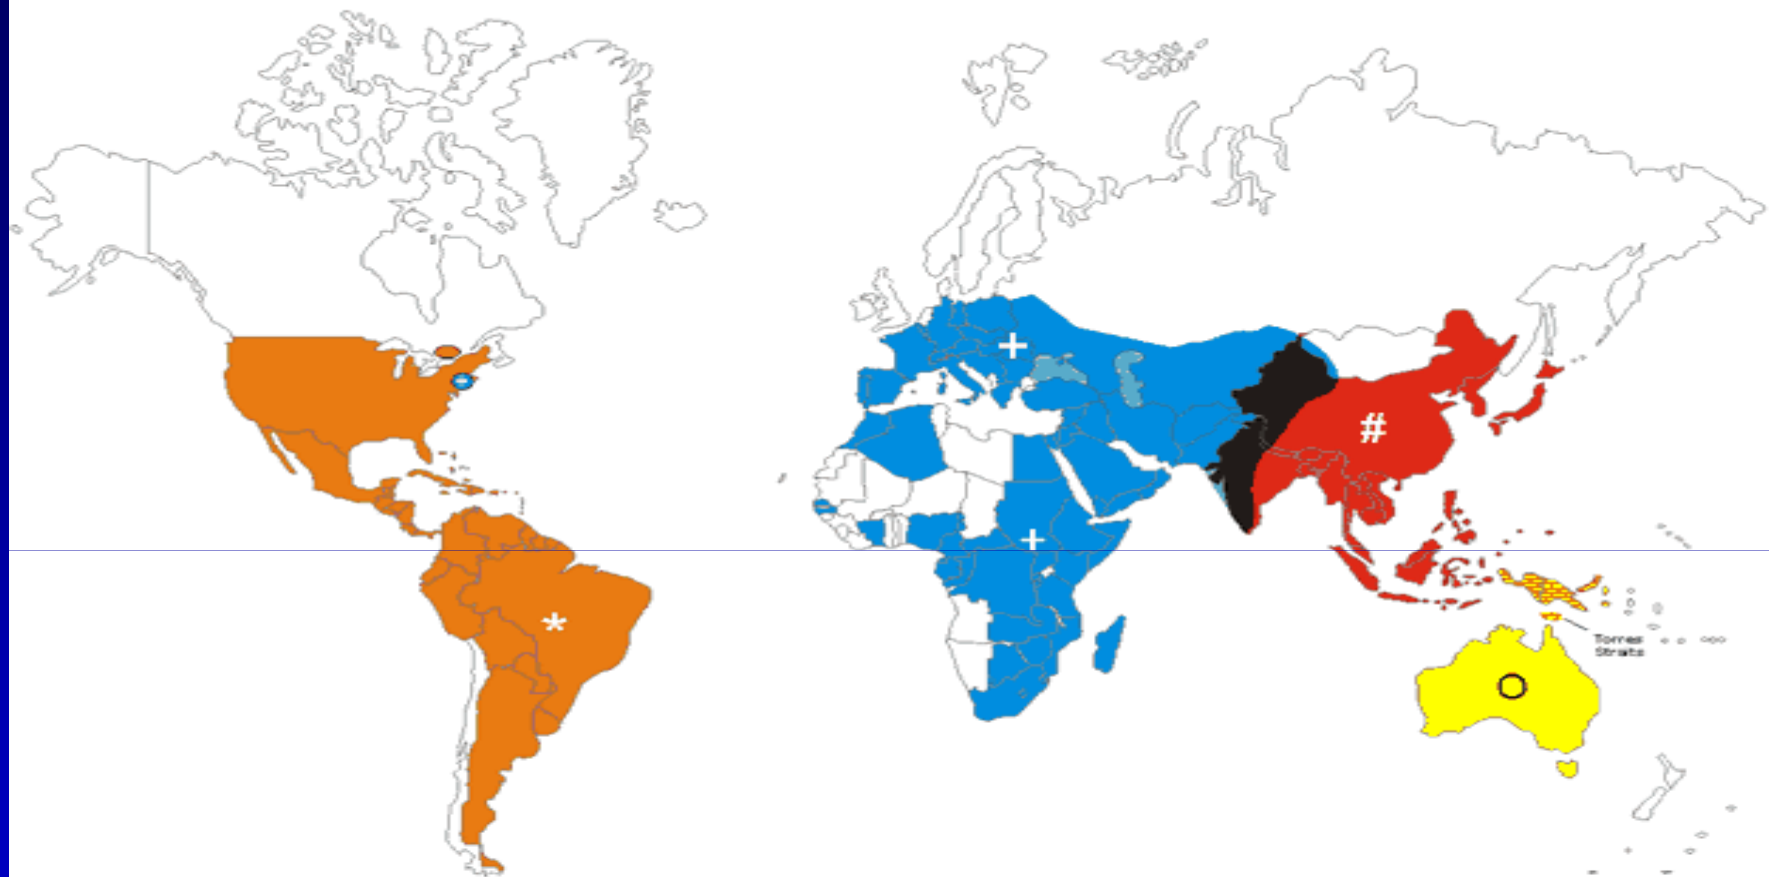 +
#
+
*
Torres
Straits